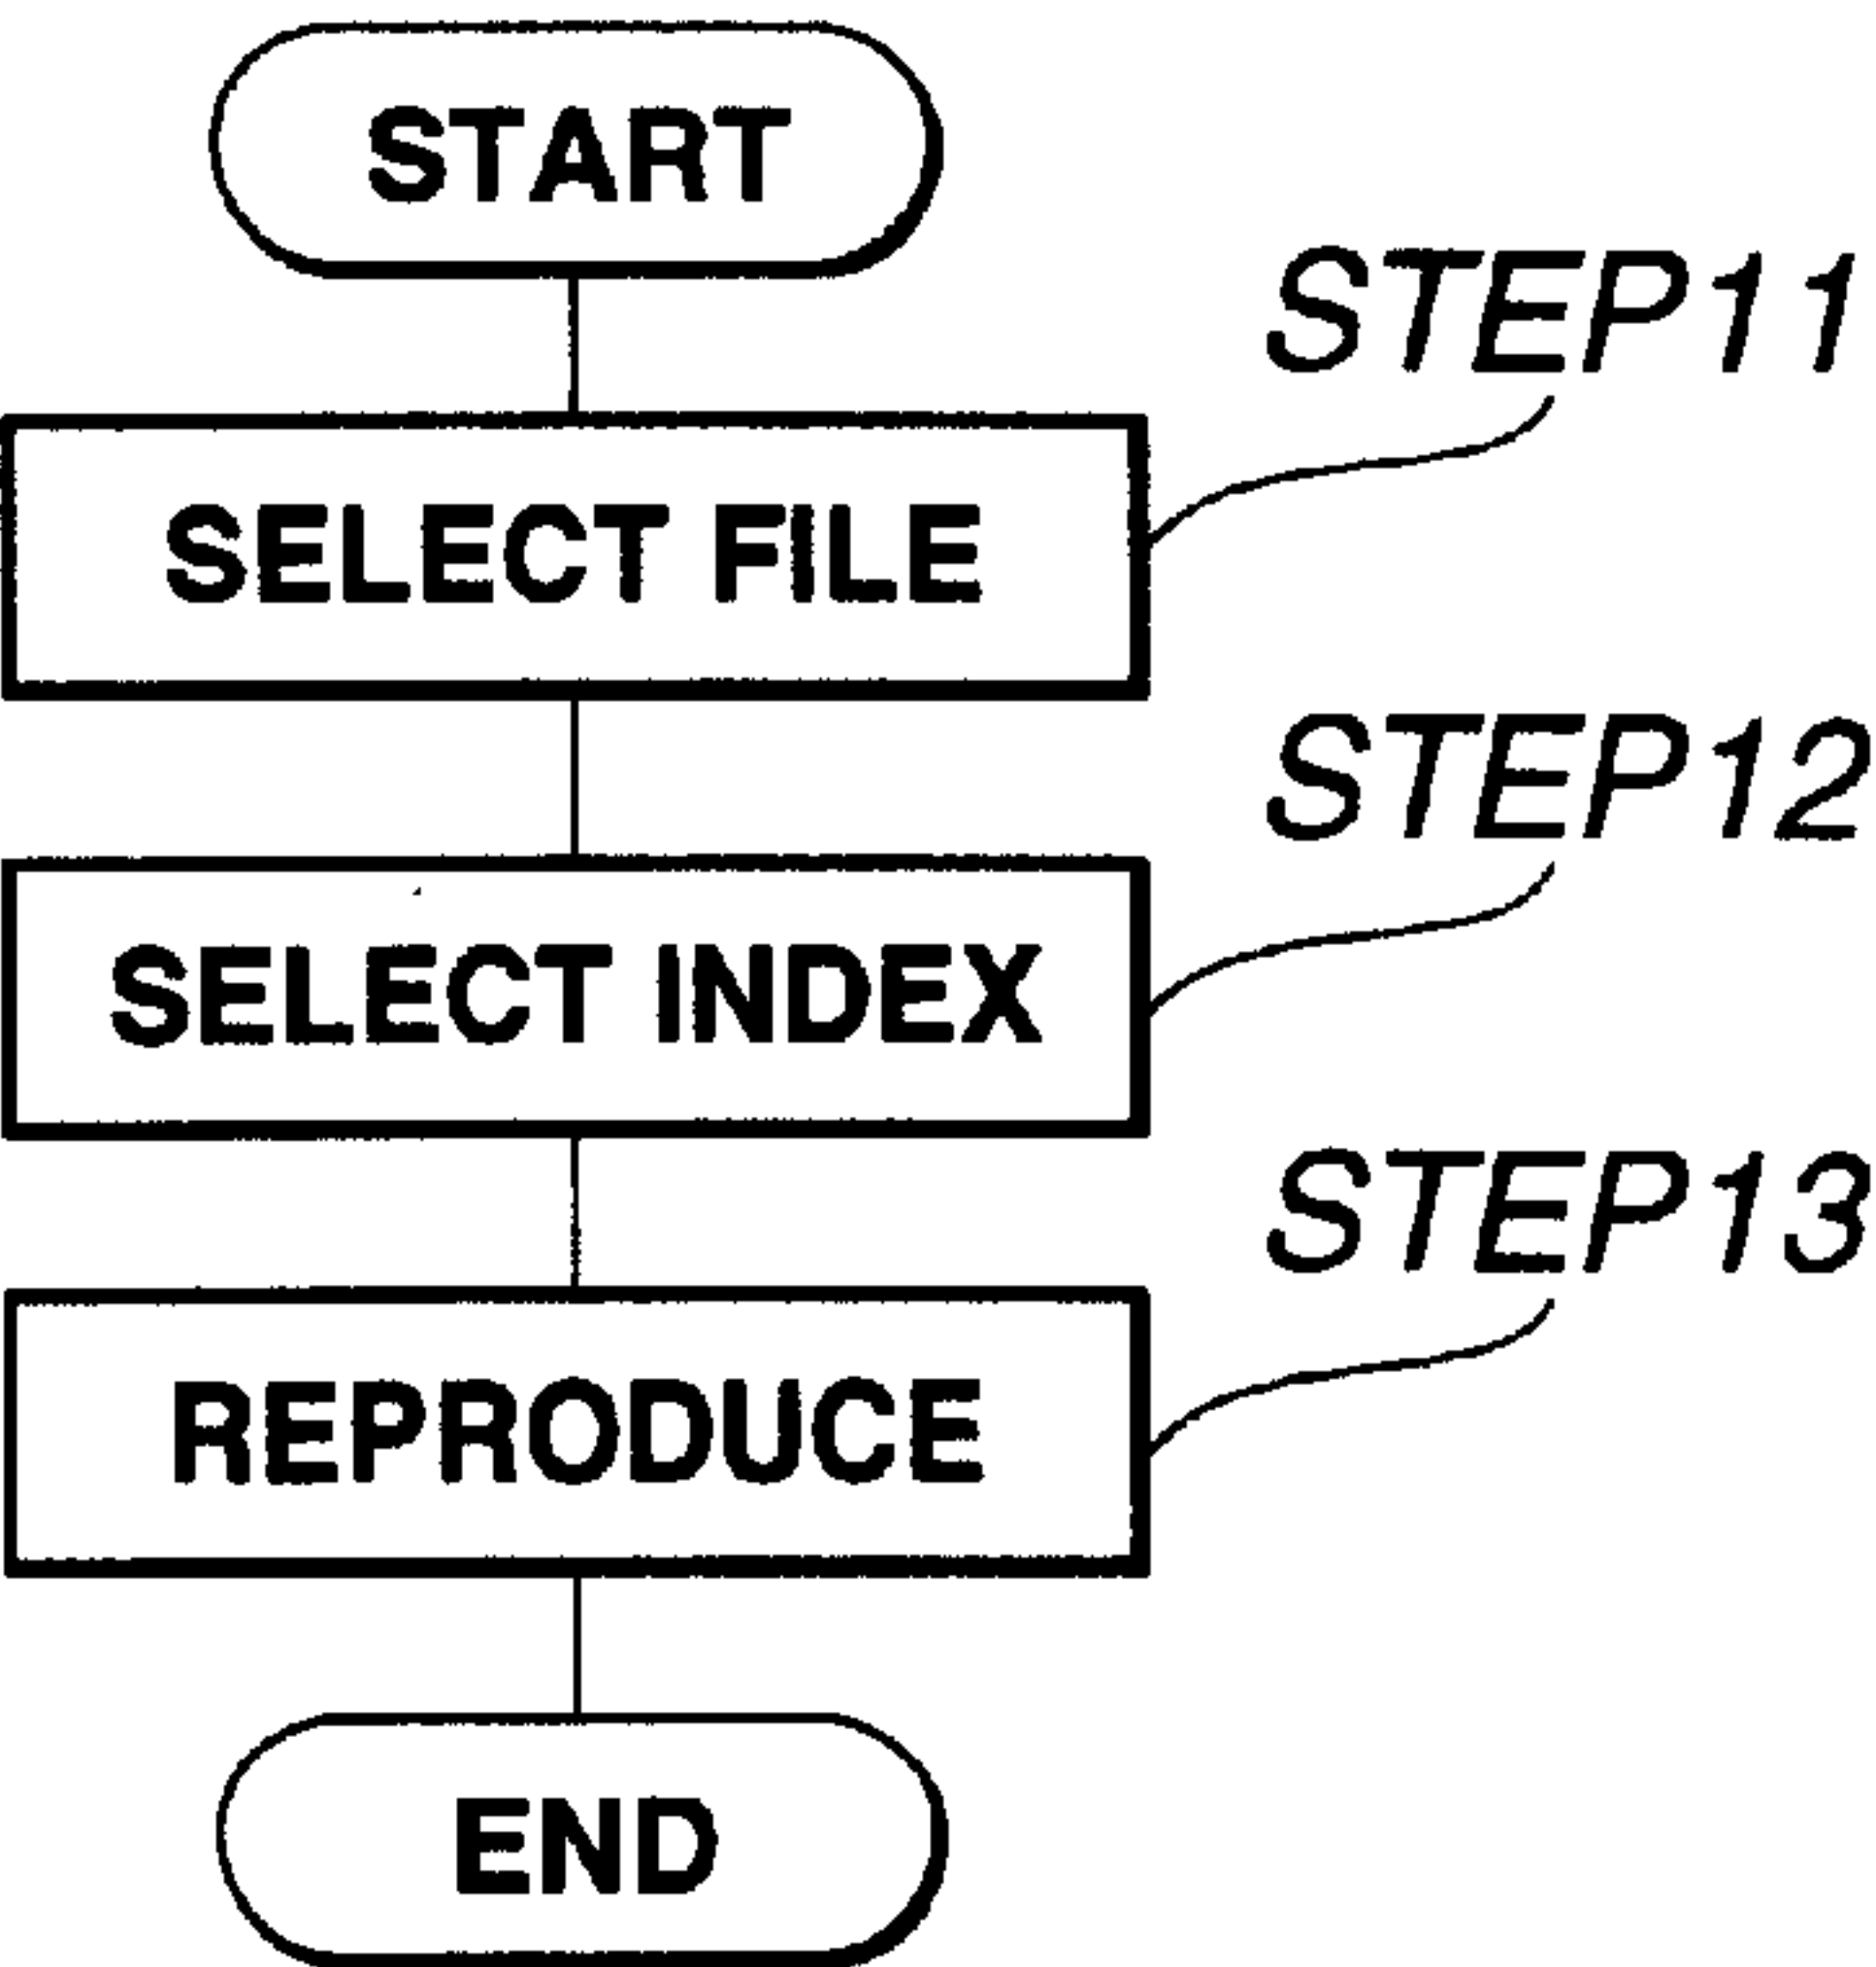 START
STEP11
SELECT FILE
STEP12
SELECT INDEX
STEP13
REPRODUCE
END